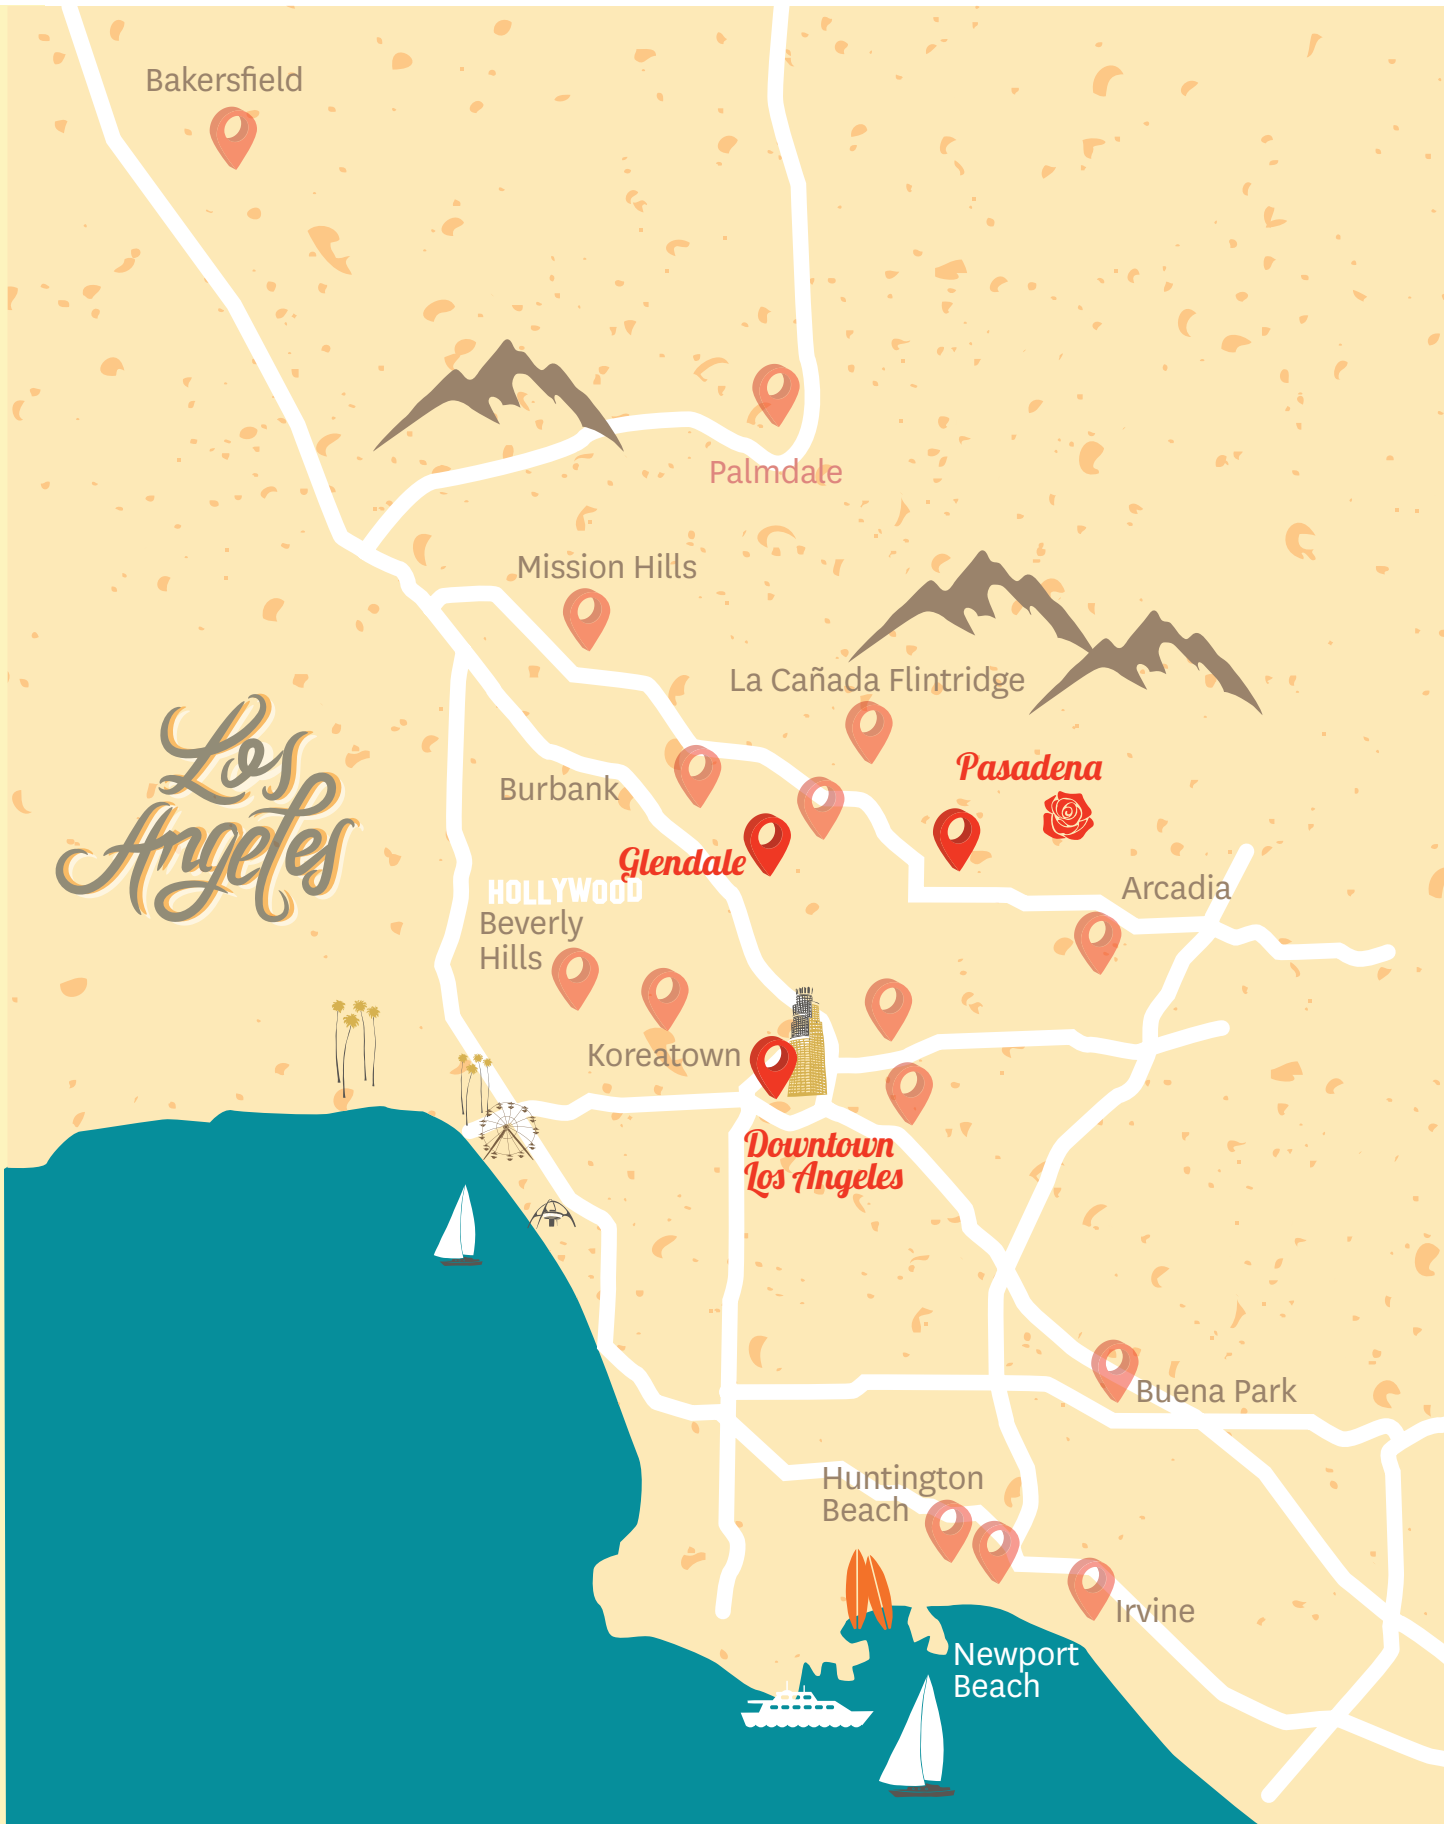 Bakersfield
Palmdale
Mission Hills
La Cañada Flintridge
Los
Angeles
Pasadena
Burbank
Glendale
HOLLYWOOD
Arcadia
Beverly
Hills
Koreatown
Downtown
Los Angeles
Buena Park
Huntington
Beach
Irvine
Newport
Beach